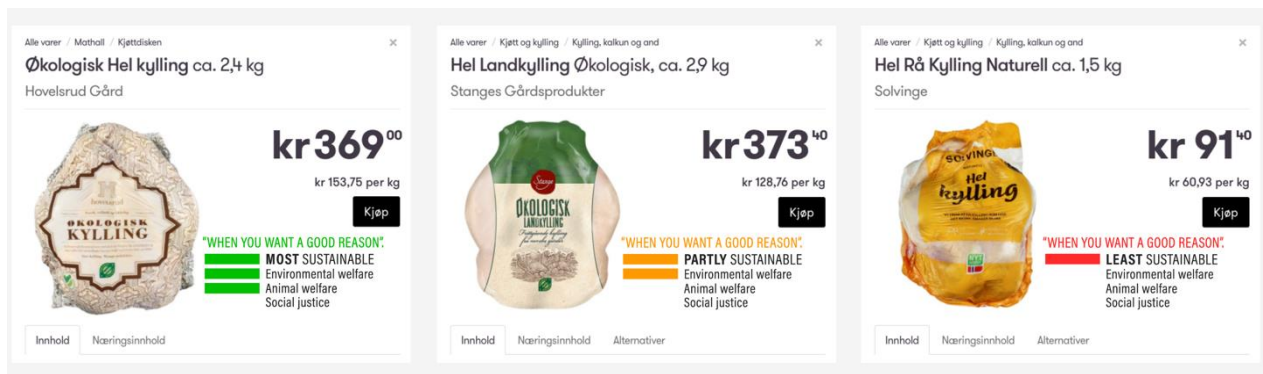 Alle varer / Mathall / Kjøttdisken ×
Økologisk Hel kylling ca. 2,4 kg
Hovelsrud Gård
kr 369 00
kr 153,75 per kg
Kjøp
ØKOLOGISK
KYLLING
"WHEN YOU WANT A GOOD REASON".
MOST SUSTAINABLE
Environmental welfare
Animal welfare
Social justice
Innhold Næringsinnhold
Alle varer / Kjøtt og kylling / Kylling, kalkun og and ×
Hel Landkylling Økologisk, ca. 2,9 kg
Stanges Gårdsprodukter
kr 373 40
kr 128,76 per kg
Kjøp
Stange
ØKOLOGISK
LANDKYLLING
"WHEN YOU WANT A GOOD REASON".
PARTLY SUSTAINABLE
Environmental welfare
Animal welfare
Social justice
Innhold Næringsinnhold Alternativer
Alle varer / Kjøtt og kylling / Kylling, kalkun og and ×
Hel Rå Kylling Naturell ca. 1,5 kg
Solvinge
kr 91 40
kr 60,93 per kg
Kjøp
SOLVINGE
Hel
kylling
"WHEN YOU WANT A GOOD REASON".
LEAST SUSTAINABLE
Environmental welfare
Animal welfare
Social justice
Innhold Næringsinnhold Alternativer